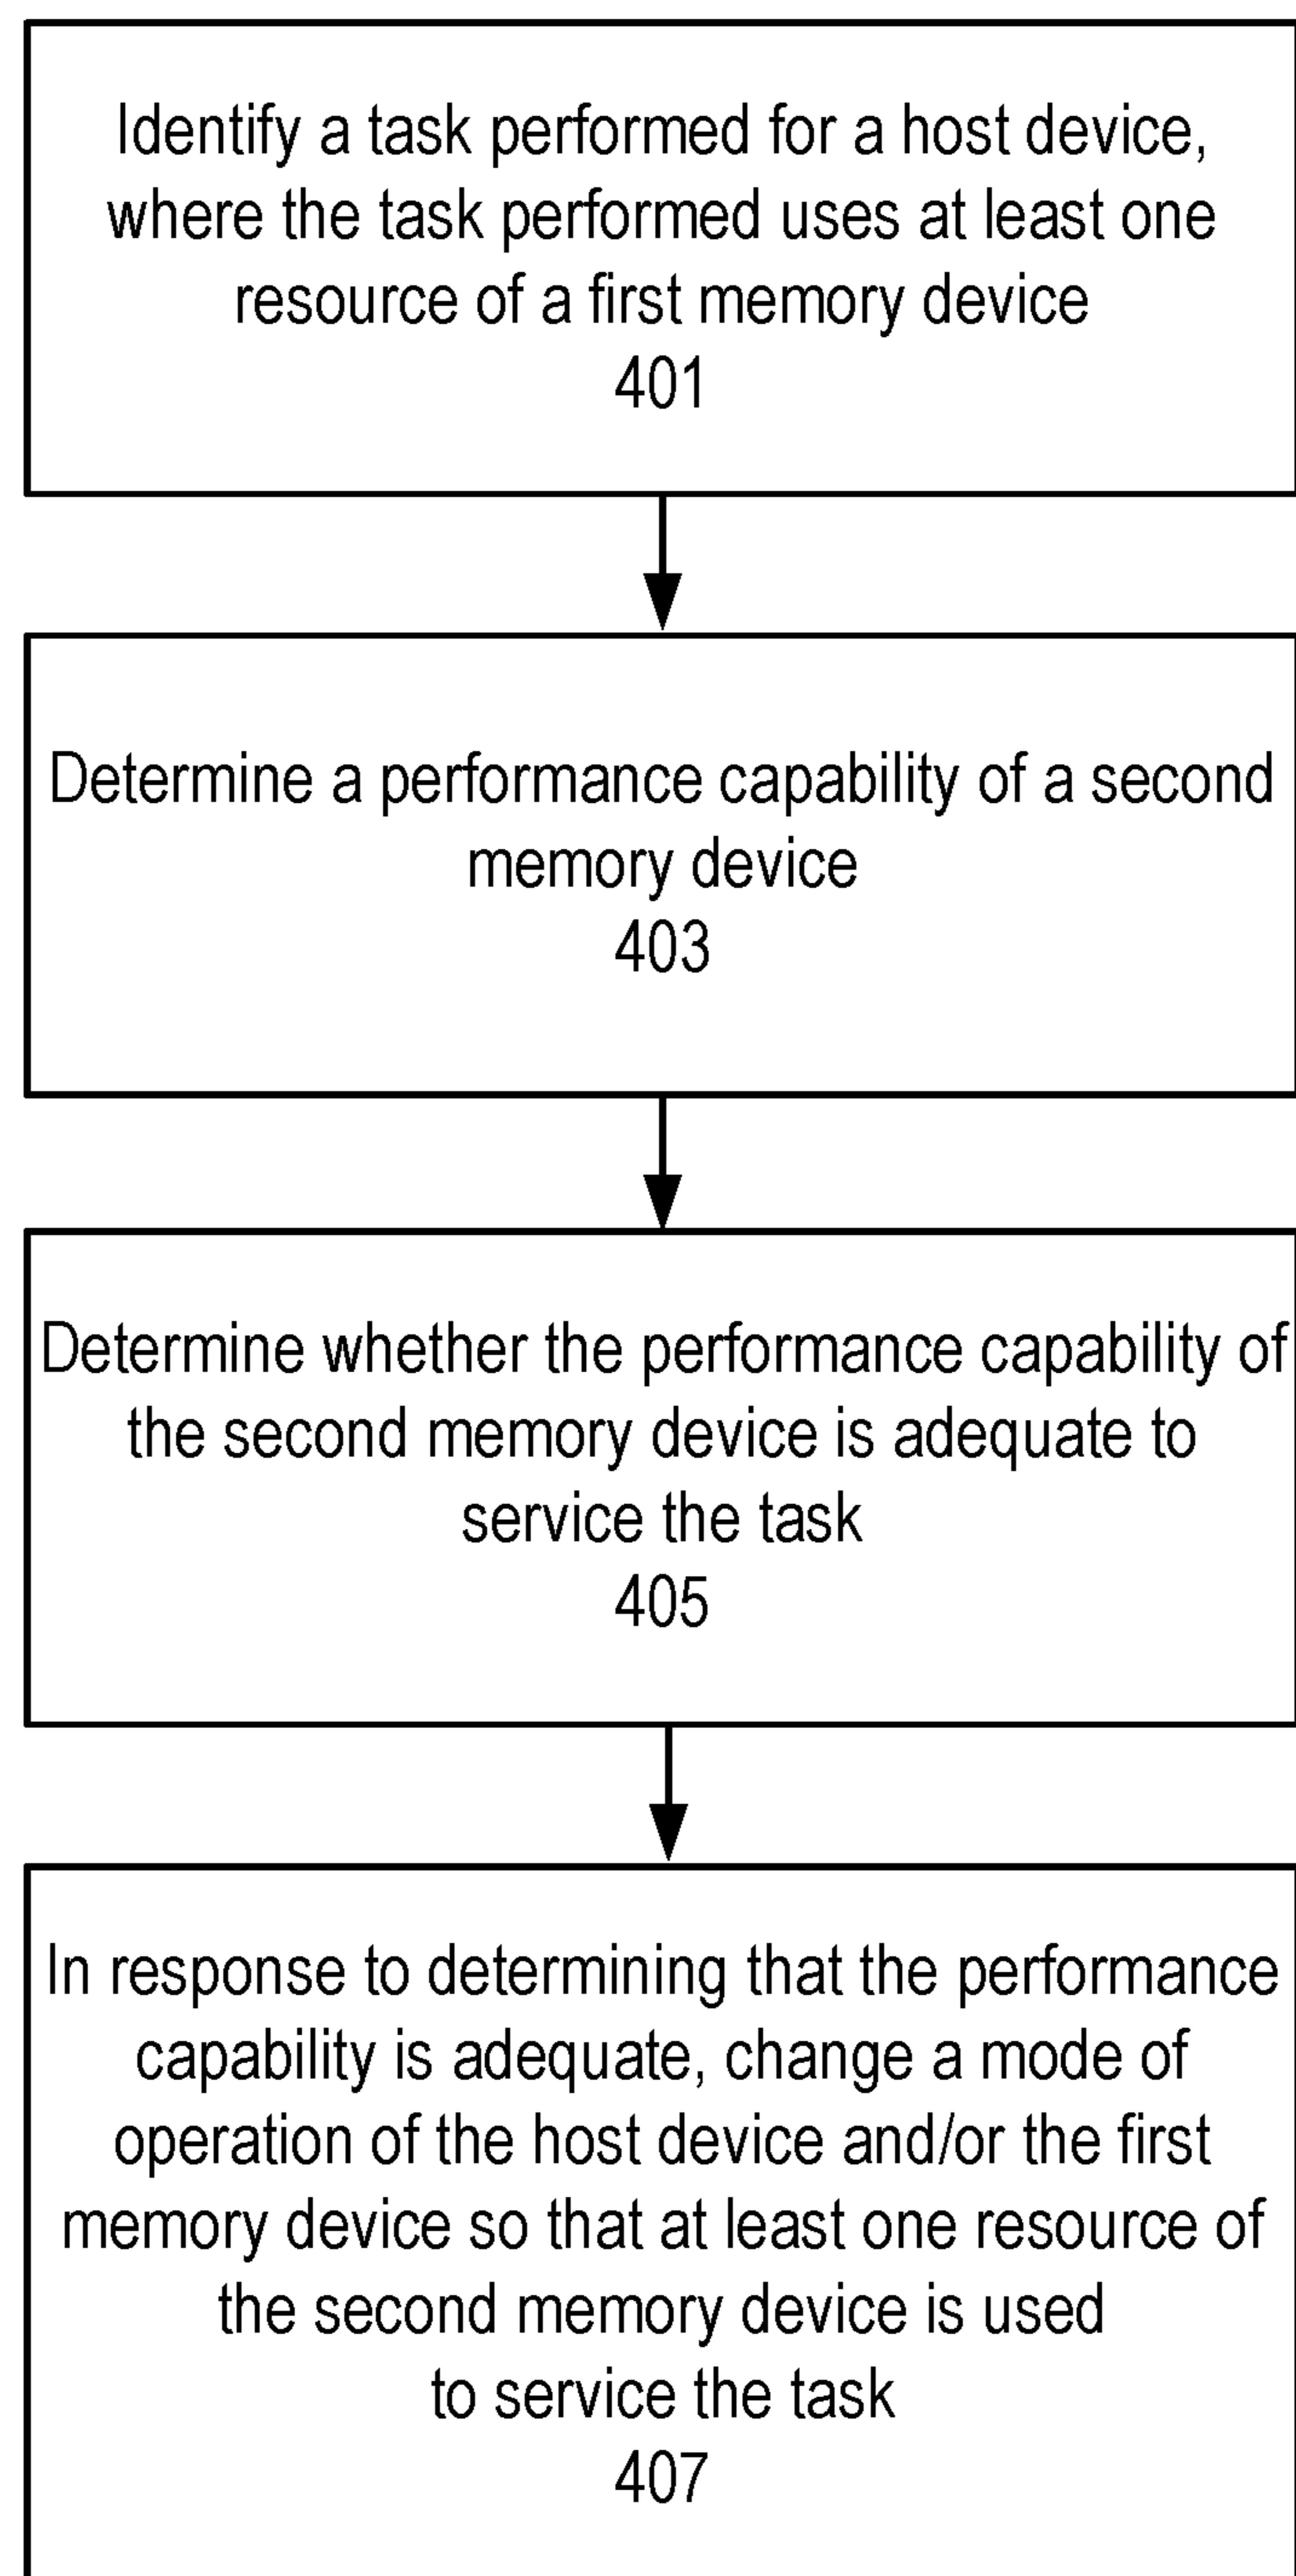 Identify a task performed for a host device,
where the task performed uses at least one
resource of a first memory device
401
Determine a performance capability of a second
memory device
403
Determine whether the performance capability of
the second memory device is adequate to
service the task
405
In response to determining that the performance
capability is adequate, change a mode of
operation of the host device and/or the first
memory device so that at least one resource of
the second memory device is used
to service the task
407